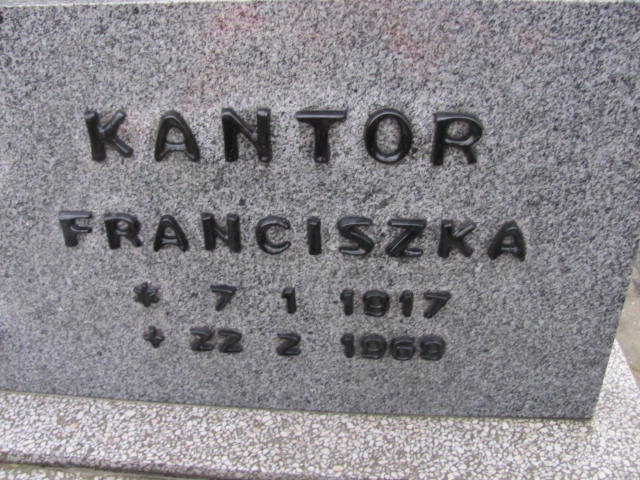 KANTOR
FRANCISZKA
* 7 1 1917
+ 22 2 1969